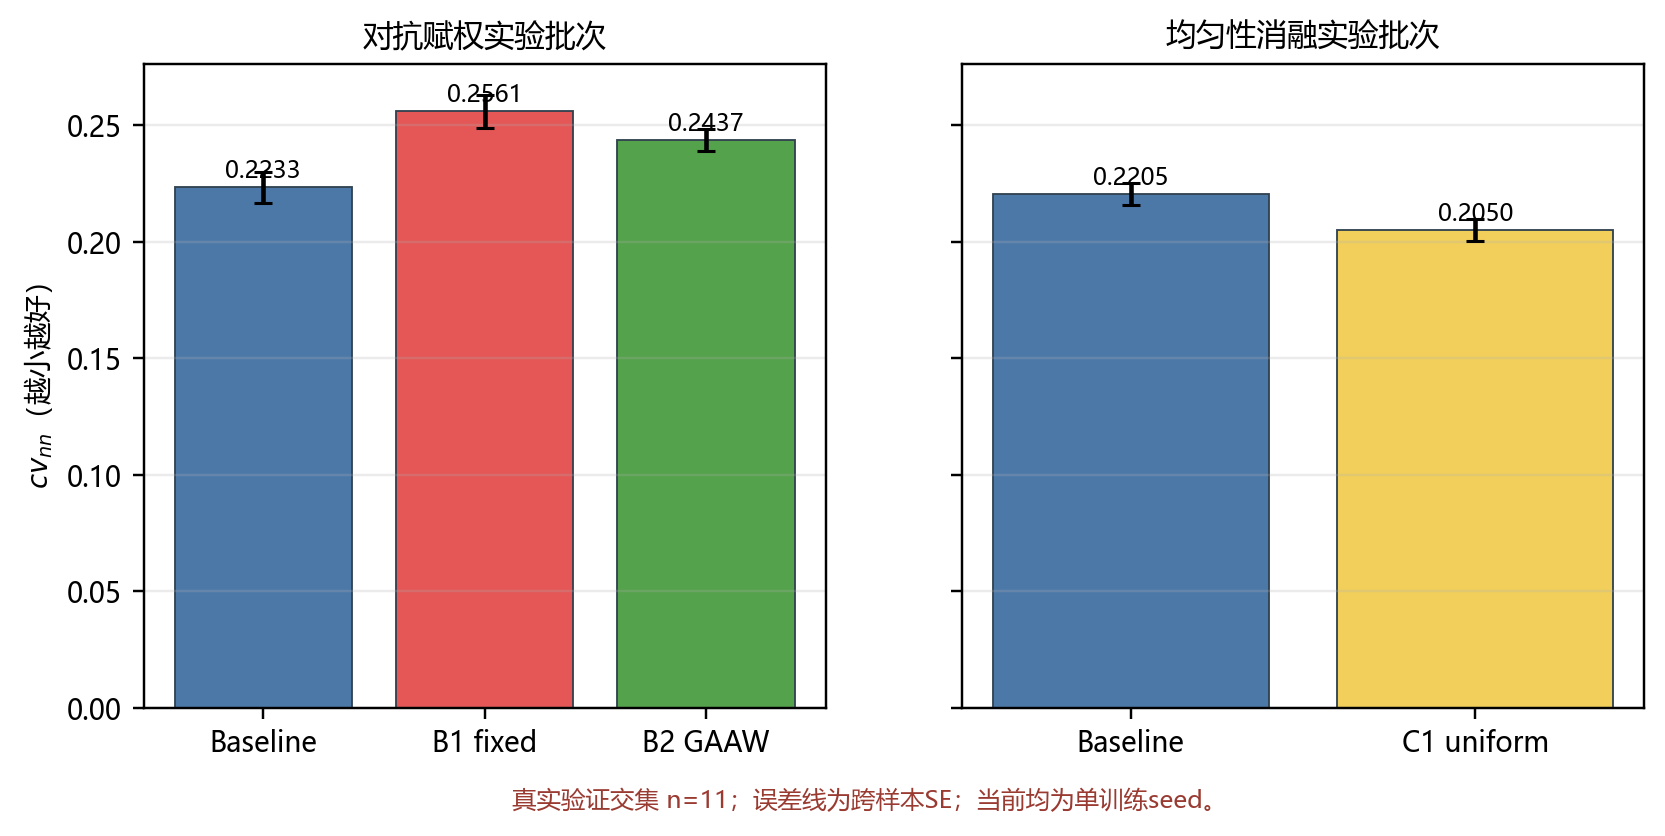 对抗赋权实验批次
均匀性消融实验批次
cv_nn（越小越好）
0.25
0.20
0.15
0.10
0.05
0.00
0.2233
0.2561
0.2437
0.2205
0.2050
Baseline
B1 fixed
B2 GAAW
Baseline
C1 uniform
真实验证交集 n=11；误差线为跨样本SE；当前均为单训练seed。